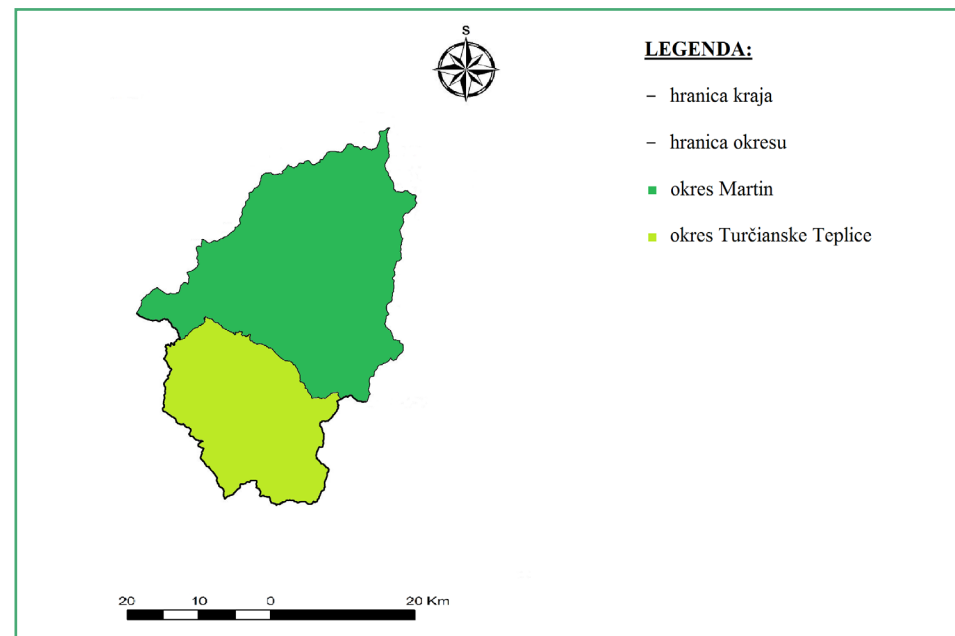 S
LEGENDA:
– hranica kraja
– hranica okresu
okres Martin
okres Turčianske Teplice
20 10 0 20 Km